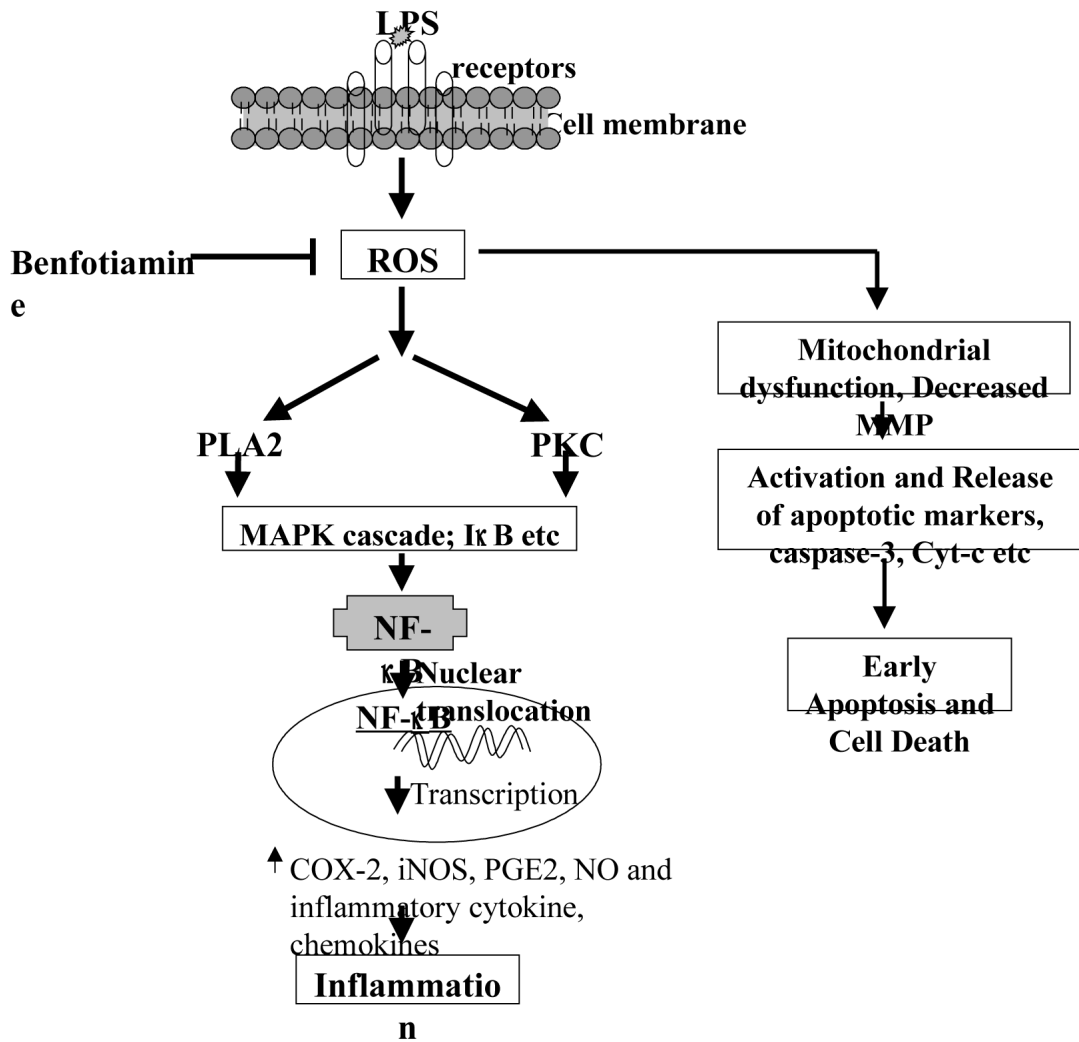 LPS
receptors
Cell membrane
Benfotiamin
e
ROS
Mitochondrial
dysfunction, Decreased
MMP
PLA2
PKC
Activation and Release
of apoptotic markers,
caspase-3, Cyt-c etc
MAPK cascade; IκB etc
NF-
κB
Nuclear
translocation
NF-κB
Early
Apoptosis and
Cell Death
Transcription
COX-2, iNOS, PGE2, NO and
inflammatory cytokine,
chemokines
Inflammatio
n